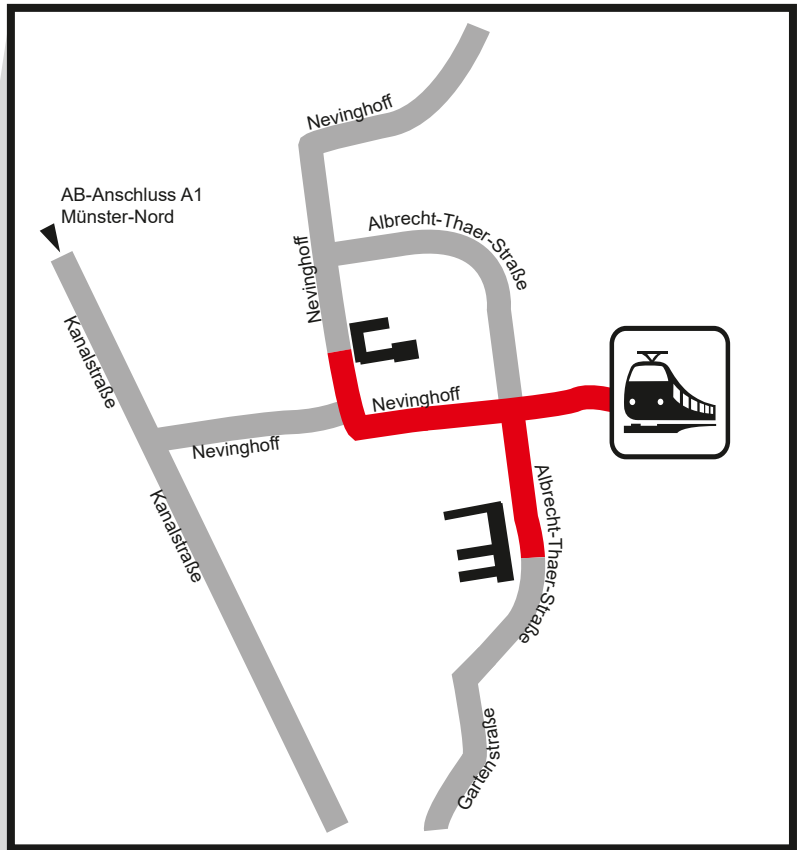 Nevinghoff
AB-Anschluss A1
Münster-Nord
Albrecht-Thaer-Straße
Nevinghoff
Kanalstraße
Nevinghoff
Nevinghoff
Albrecht-Thaer-Straße
Kanalstraße
Gartenstraße